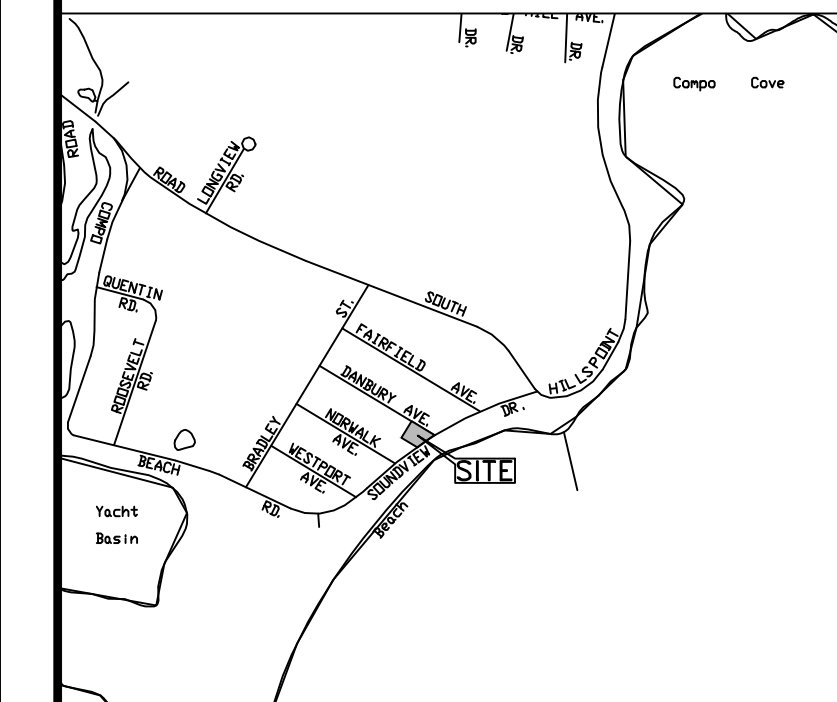 HILL AVE.
DR.
DR.
DR.
Compo Cove
ROAD
LONGVIEW
RD.
ROAD
COMPO
QUENTIN
RD.
SOUTH
ST.
FAIRFIELD AVE.
HILLSPOINT
ROOSEVELT
RD.
DANBURY AVE.
DR.
NORWALK
AVE.
BRADLEY
WESTPORT
AVE.
SOUNDVIEW
SITE
BEACH
RD.
Beach
Yacht
Basin